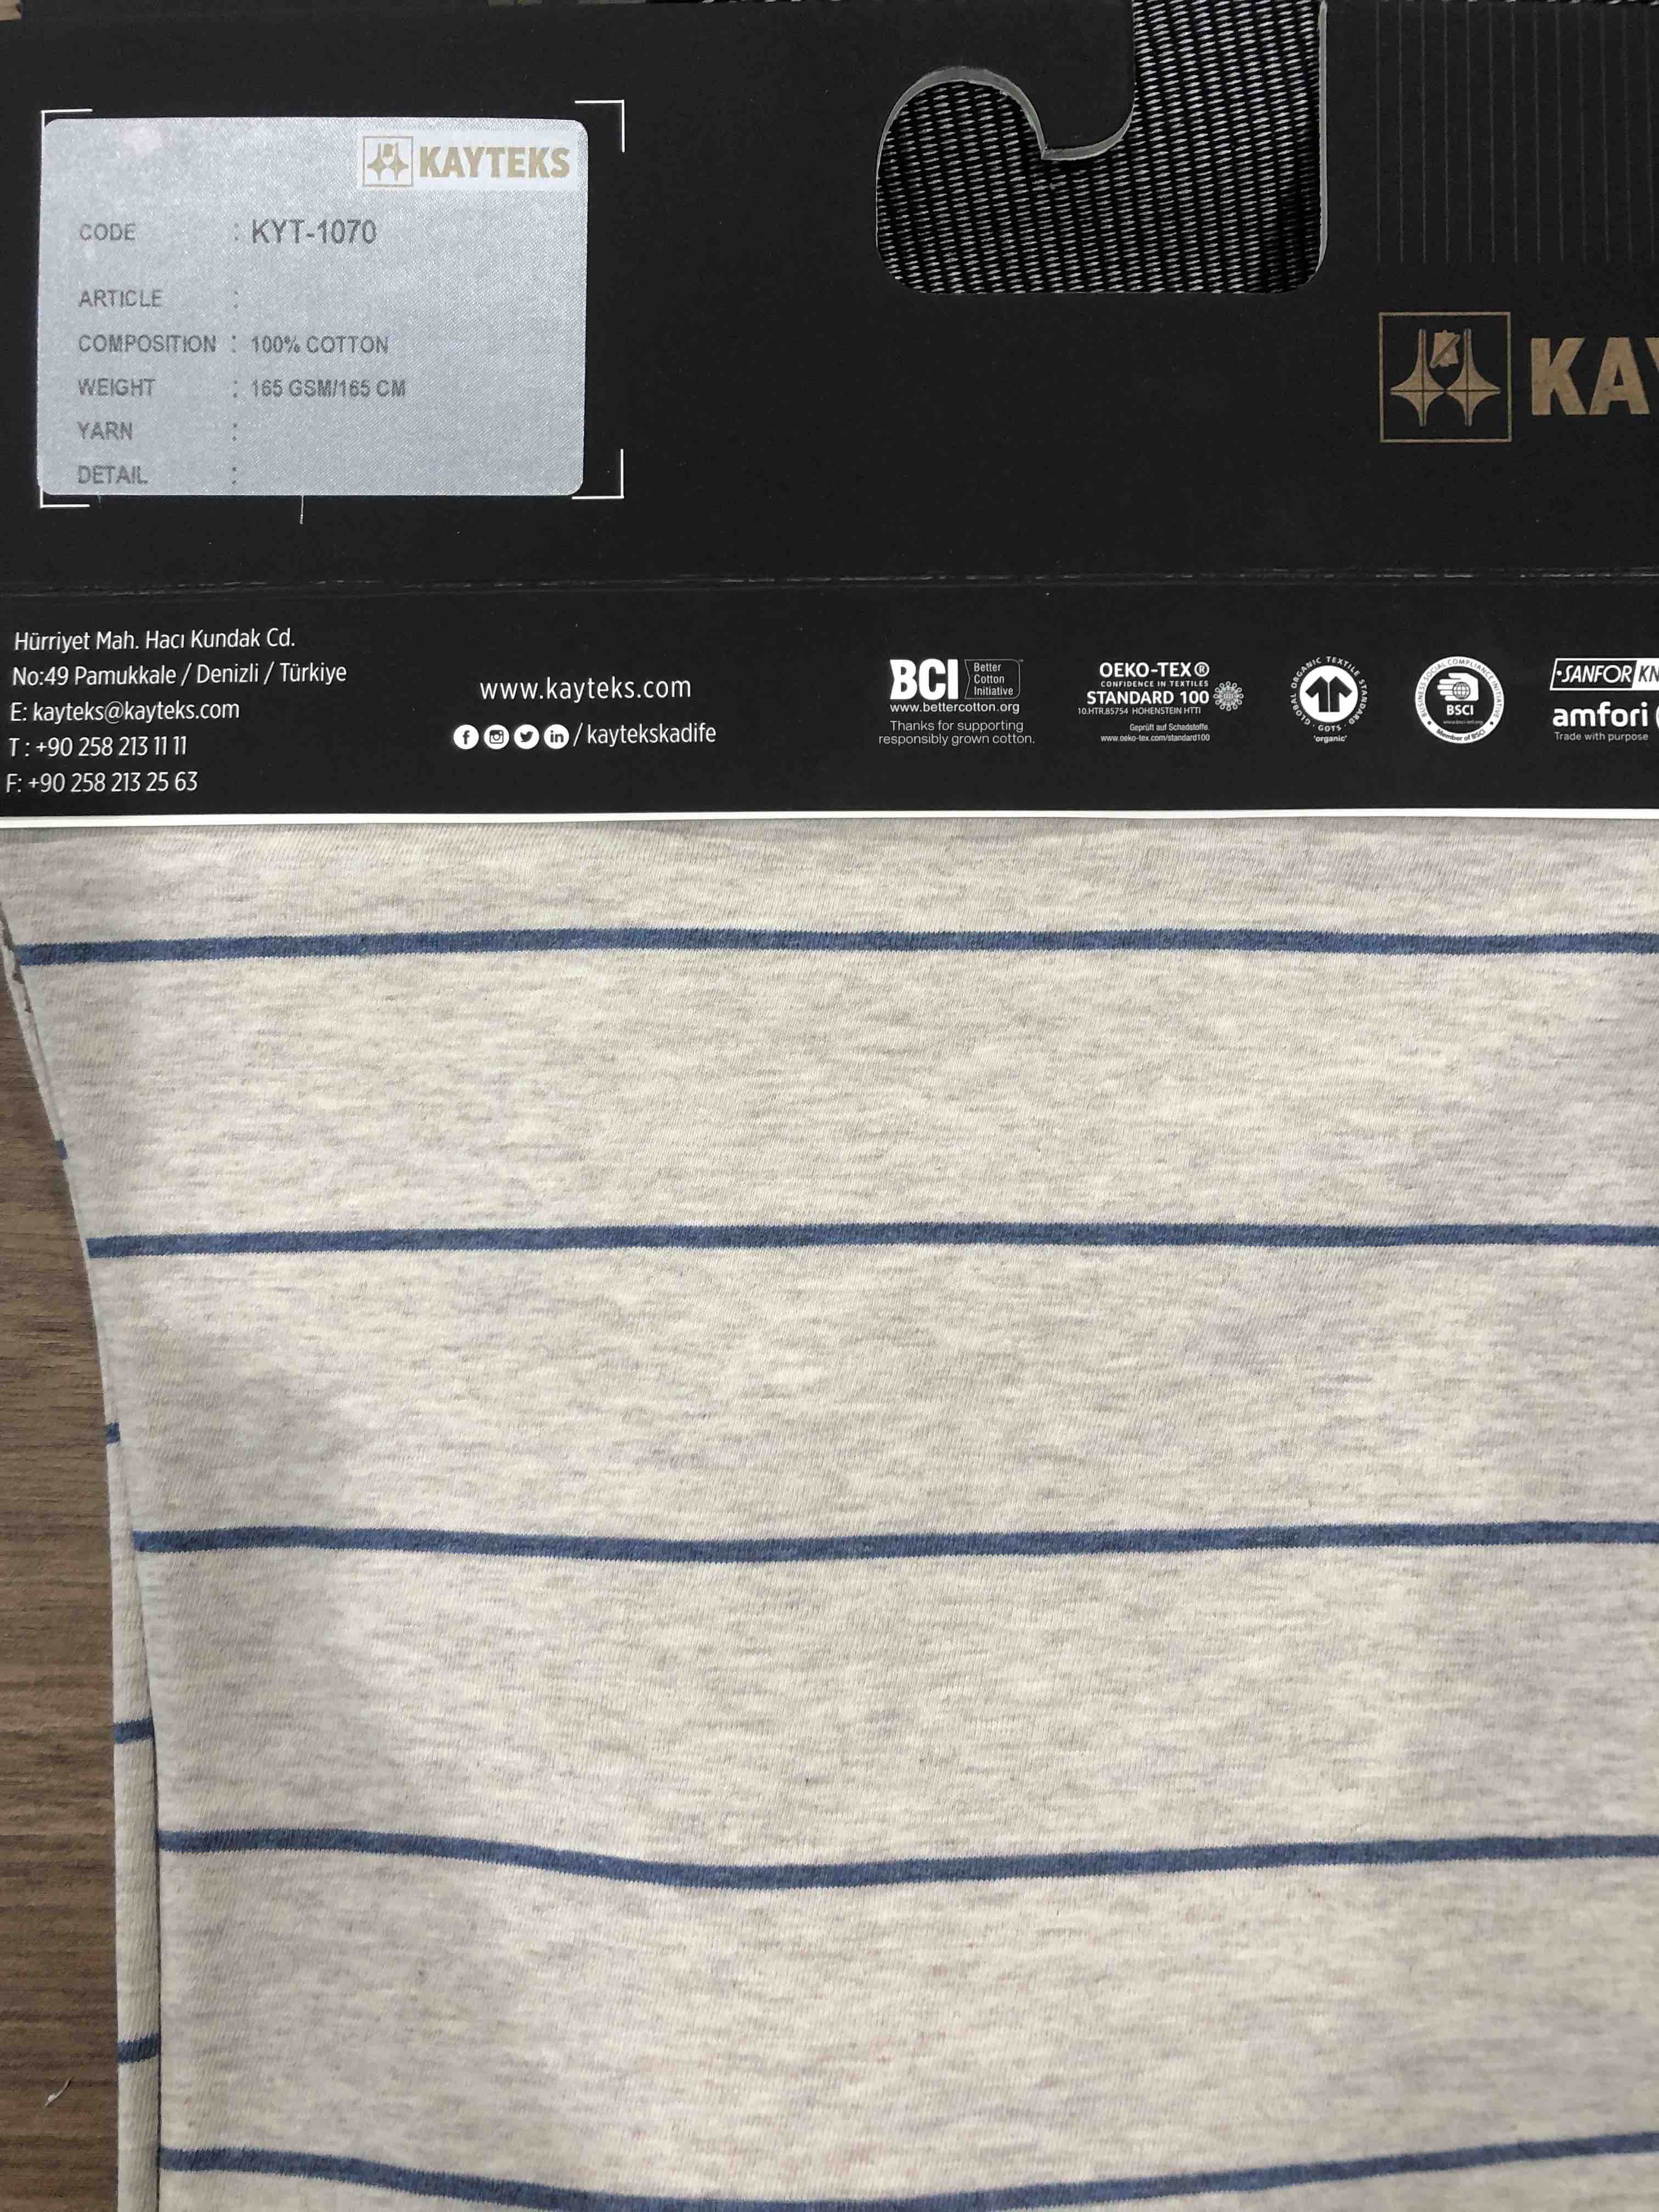 KAYTEKS
CODE : KYT-1070
ARTICLE :
COMPOSITION : 100% COTTON
WEIGHT : 165 GSM/165 CM
YARN :
DETAIL :
KAY
Hürriyet Mah. Hacı Kundak Cd.
No:49 Pamukkale / Denizli / Türkiye
E: kayteks@kayteks.com
T : +90 258 213 11 11
F: +90 258 213 25 63
www.kayteks.com
/ kaytekskadife
BCI Better
Cotton
Initiative
www.bettercotton.org
Thanks for supporting
responsibly grown cotton.
OEKO-TEX®
CONFIDENCE IN TEXTILES
STANDARD 100
10.HTR.85754 HOHENSTEIN HTTI
Geprüft auf Schadstoffe
www.oeko-tex.com/standard100
GLOBAL ORGANIC TEXTILE STANDARD
· GOTS ·
'organic'
BUSINESS SOCIAL COMPLIANCE INITIATIVE
BSCI
www.bsci-intl.org
Member of BSCI
SANFOR KN
amfori
Trade with purpose